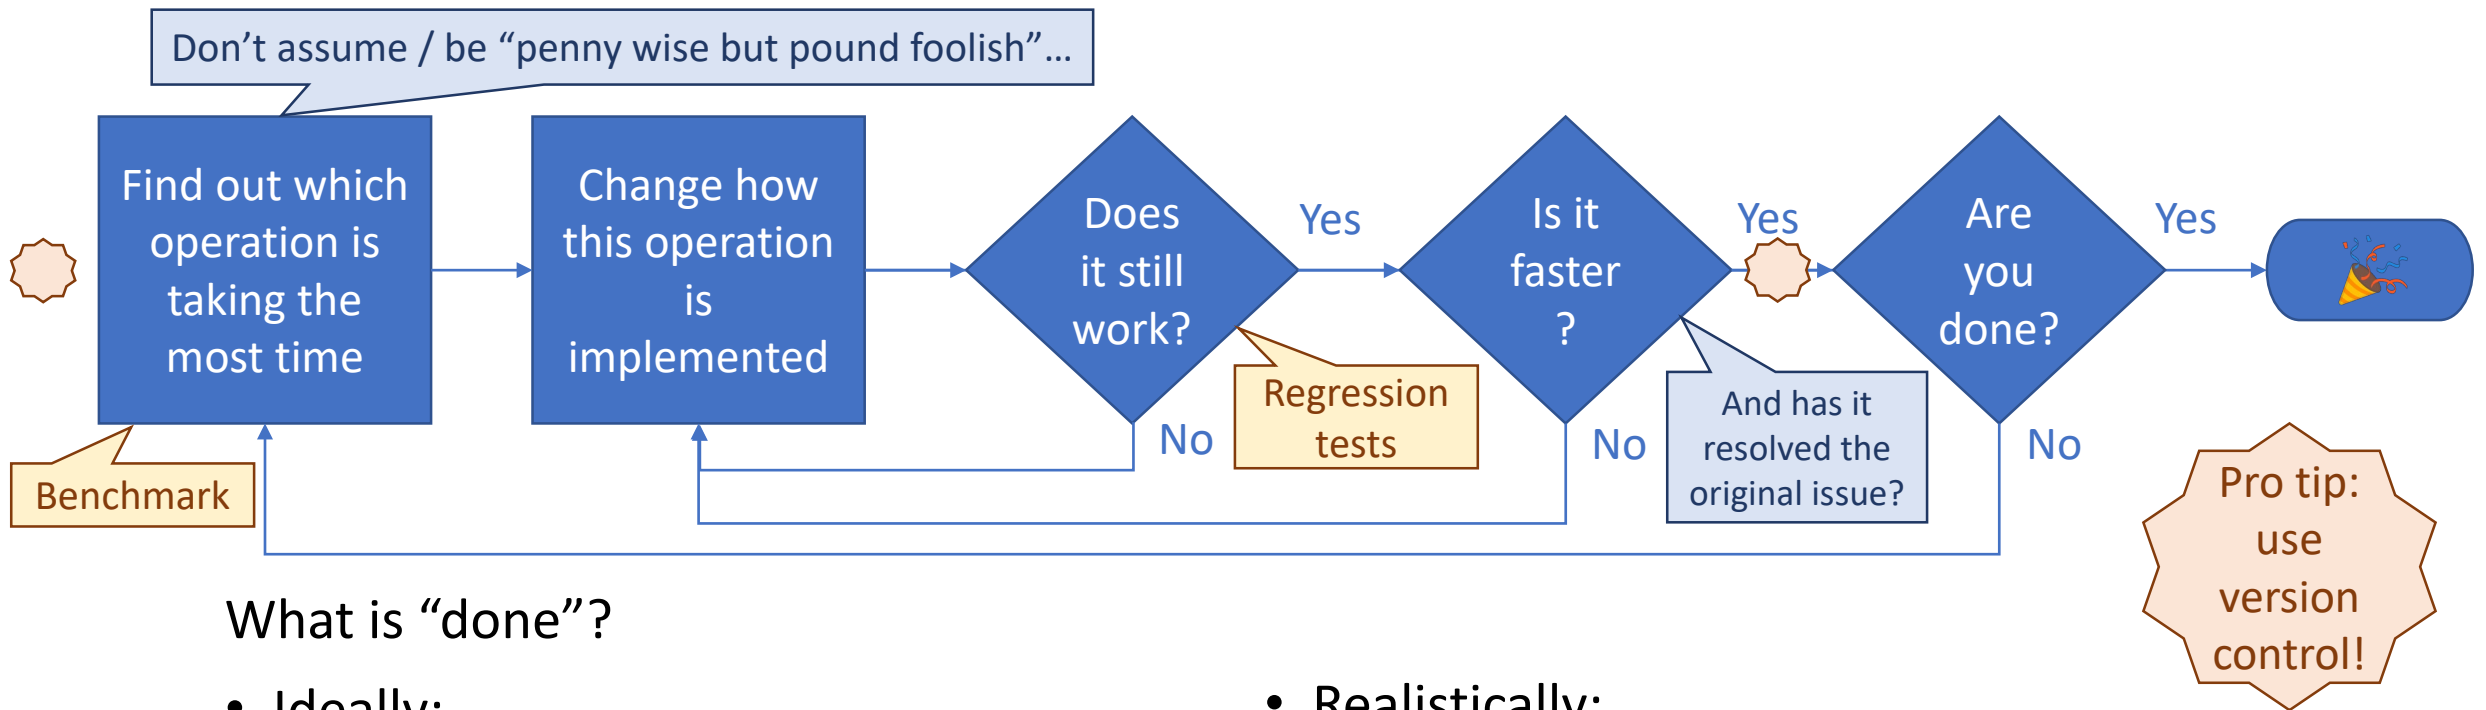 Don’t assume / be “penny wise but pound foolish”…
Find out which
operation is
taking the
most time
Benchmark
Change how
this operation
is
implemented
Does
it still
work?
Yes
No
Regression
tests
Is it
faster
?
Yes
No
And has it
resolved the
original issue?
Are
you
done?
Yes
No
Pro tip:
use
version
control!
What is “done”?
• Ideally:
• Realistically: